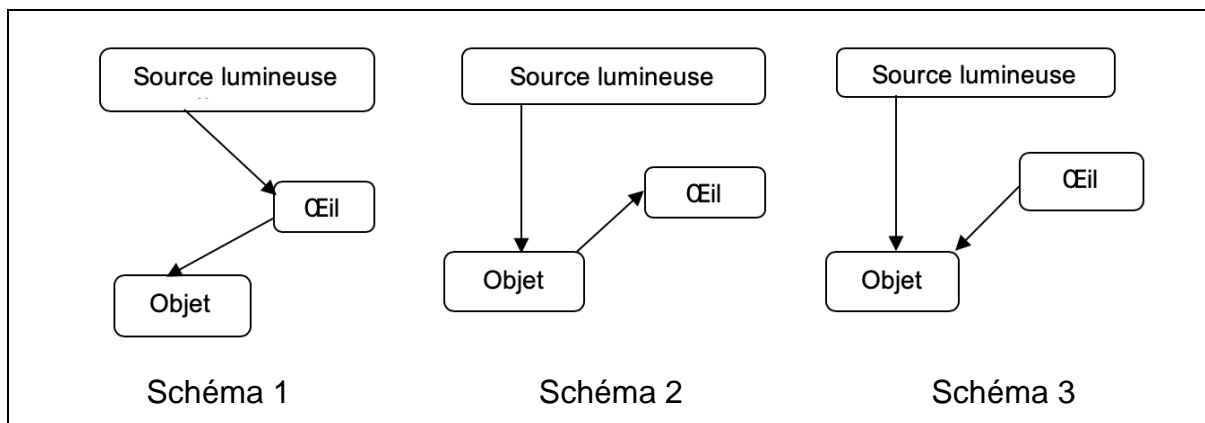 Source lumineuse
Œil
Objet
Schéma 1
Source lumineuse
Œil
Objet
Schéma 2
Source lumineuse
Œil
Objet
Schéma 3